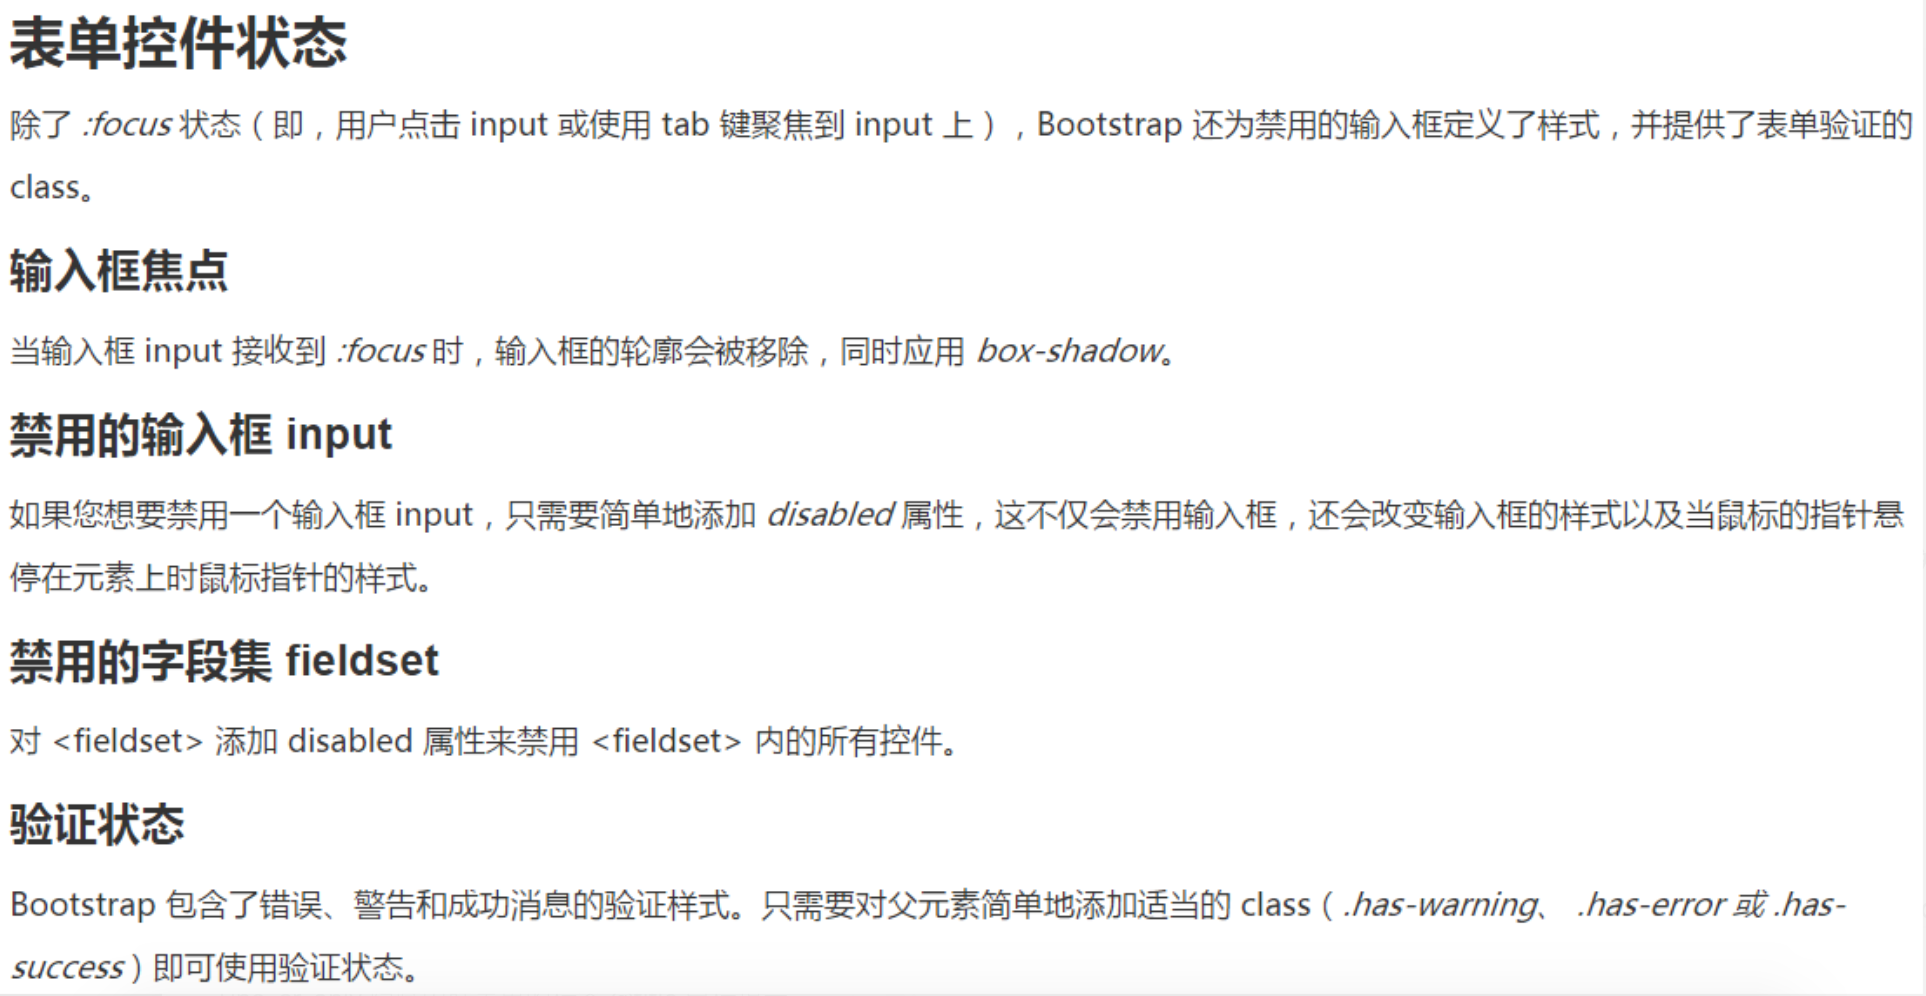 表单控件状态
除了 :focus 状态（即，用户点击 input 或使用 tab 键聚焦到 input 上），Bootstrap 还为禁用的输入框定义了样式，并提供了表单验证的
class。
输入框焦点
当输入框 input 接收到 :focus 时，输入框的轮廓会被移除，同时应用 box-shadow。
禁用的输入框 input
如果您想要禁用一个输入框 input，只需要简单地添加 disabled 属性，这不仅会禁用输入框，还会改变输入框的样式以及当鼠标的指针悬
停在元素上时鼠标指针的样式。
禁用的字段集 fieldset
对 <fieldset> 添加 disabled 属性来禁用 <fieldset> 内的所有控件。
验证状态
Bootstrap 包含了错误、警告和成功消息的验证样式。只需要对父元素简单地添加适当的 class（.has-warning、 .has-error 或 .has-
success）即可使用验证状态。